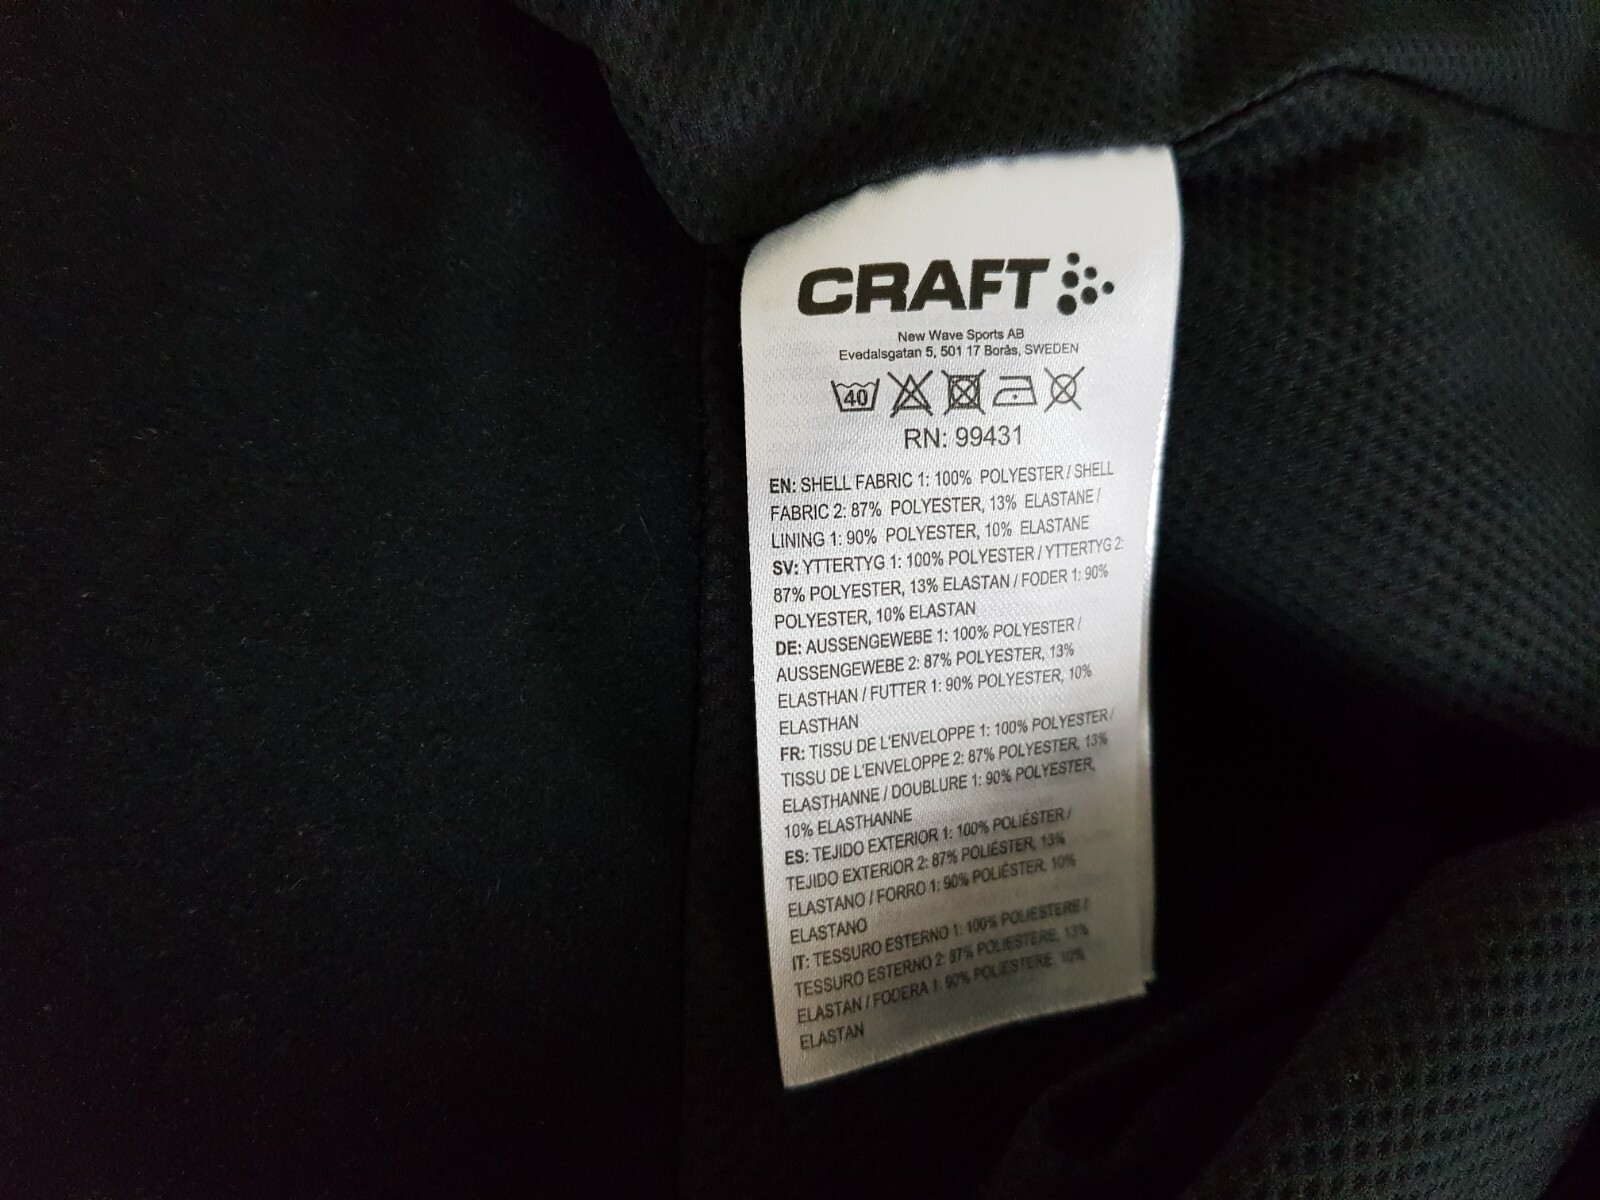 CRAFT
New Wave Sports AB
Evedalsgatan 5, 501 17 Borås, SWEDEN
40
RN: 99431
EN: SHELL FABRIC 1: 100% POLYESTER / SHELL
FABRIC 2: 87% POLYESTER, 13% ELASTANE /
LINING 1: 90% POLYESTER, 10% ELASTANE
SV: YTTERTYG 1: 100% POLYESTER / YTTERTYG 2:
87% POLYESTER, 13% ELASTAN / FODER 1: 90%
POLYESTER, 10% ELASTAN
DE: AUSSENGEWEBE 1: 100% POLYESTER /
AUSSENGEWEBE 2: 87% POLYESTER, 13%
ELASTHAN / FUTTER 1: 90% POLYESTER, 10%
ELASTHAN
FR: TISSU DE L'ENVELOPPE 1: 100% POLYESTER /
TISSU DE L'ENVELOPPE 2: 87% POLYESTER, 13%
ELASTHANNE / DOUBLURE 1: 90% POLYESTER,
10% ELASTHANNE
ES: TEJIDO EXTERIOR 1: 100% POLIÉSTER /
TEJIDO EXTERIOR 2: 87% POLIÉSTER, 13%
ELASTANO / FORRO 1: 90% POLIÉSTER, 10%
ELASTANO
IT: TESSURO ESTERNO 1: 100% POLIESTERE /
TESSURO ESTERNO 2: 87% POLIESTERE, 13%
ELASTAN / FODERA 1: 90% POLIESTERE, 10%
ELASTAN